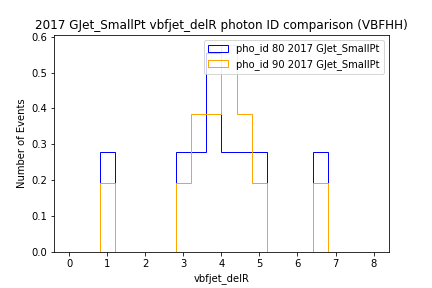 2017 GJet_SmallPt vbfjet_delR photon ID comparison (VBFHH)
pho_id 80 2017 GJet_SmallPt
pho_id 90 2017 GJet_SmallPt
Number of Events
0.6
0.5
0.4
0.3
0.2
0.1
0.0
0 1 2 3 4 5 6 7 8
vbfjet_delR